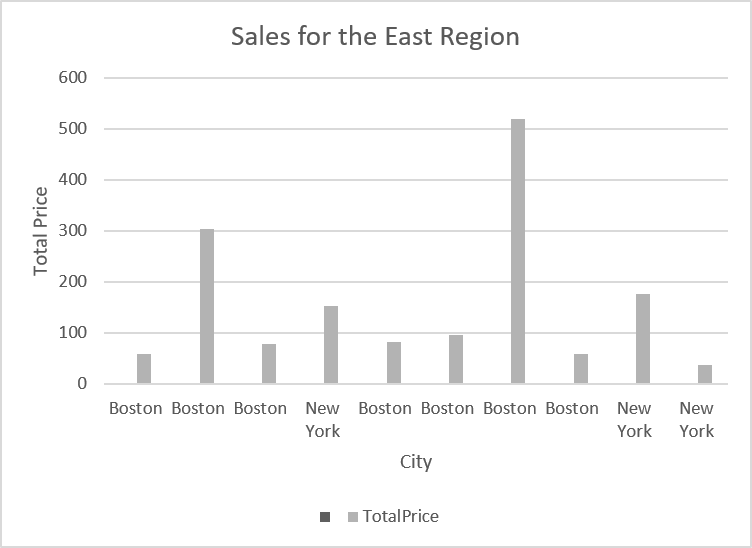 Sales for the East Region
600
500
400
300
200
100
0
Total Price
Boston Boston Boston New York Boston Boston Boston Boston New York New York
City
TotalPrice